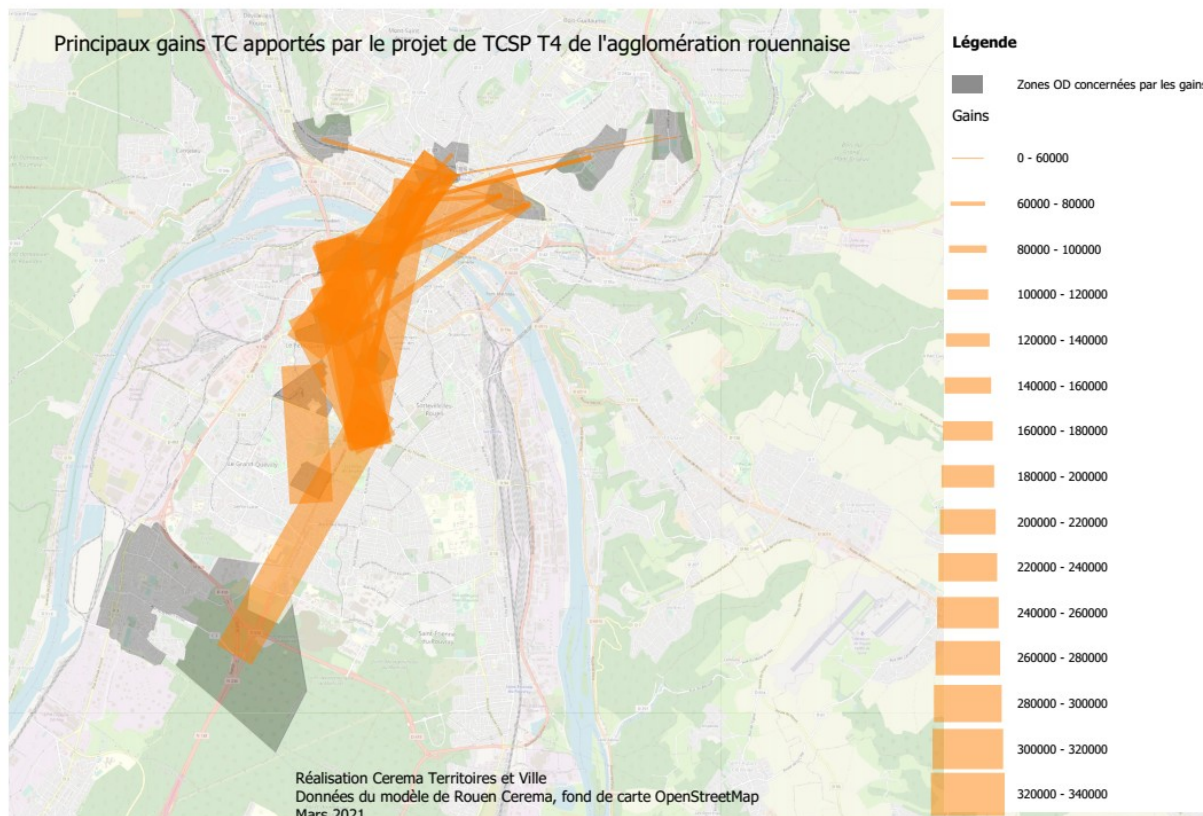 Principaux gains TC apportés par le projet de TCSP T4 de l'agglomération rouennaise
Légende
Zones OD concernées par les gains
Gains
0 - 60000
60000 - 80000
80000 - 100000
100000 - 120000
120000 - 140000
140000 - 160000
160000 - 180000
180000 - 200000
200000 - 220000
220000 - 240000
240000 - 260000
260000 - 280000
280000 - 300000
300000 - 320000
320000 - 340000
Réalisation Cerema Territoires et Ville
Données du modèle de Rouen Cerema, fond de carte OpenStreetMap
Mars 2021